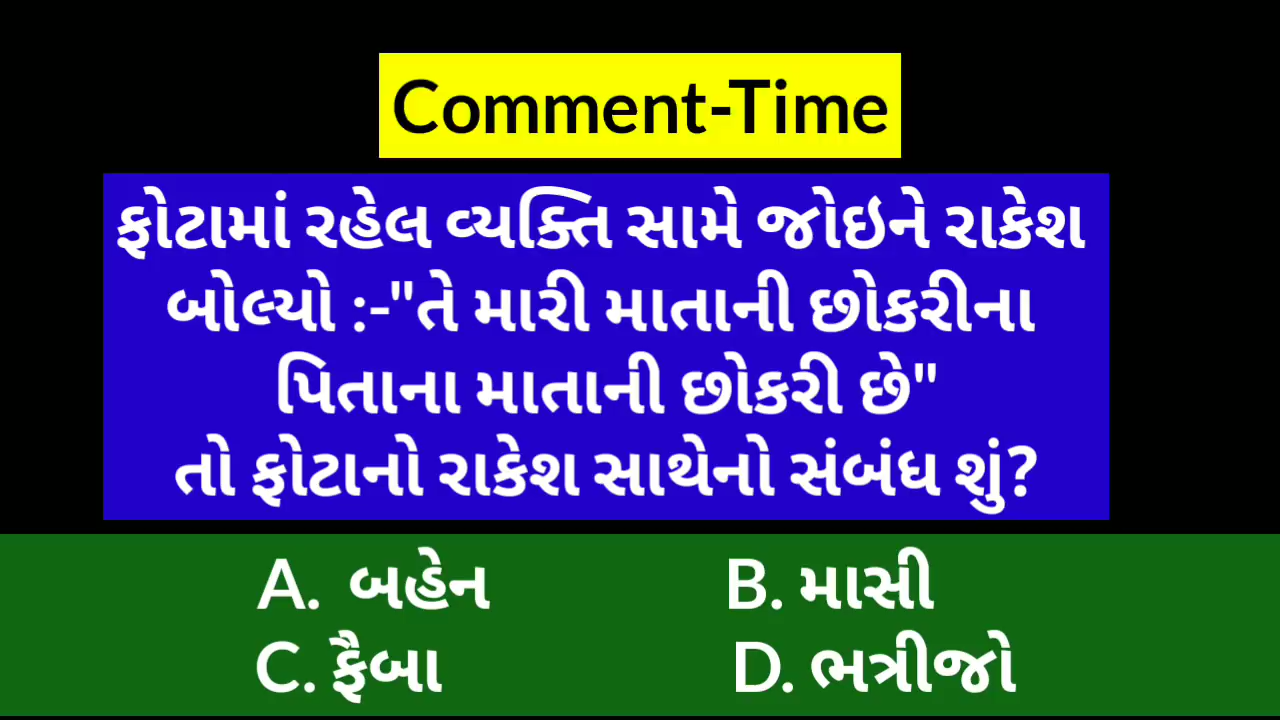 Comment-Time
ફોટામાં રહેલ વ્યક્તિ સામે જોઇને રાકેશ
બોલ્યો :-"તે મારી માતાની છોકરીના
પિતાના માતાની છોકરી છે"
તો ફોટાનો રાકેશ સાથેનો સંબંધ શું?
A. બહેન B. માસી
C. ફૈબા D. ભત્રીજો